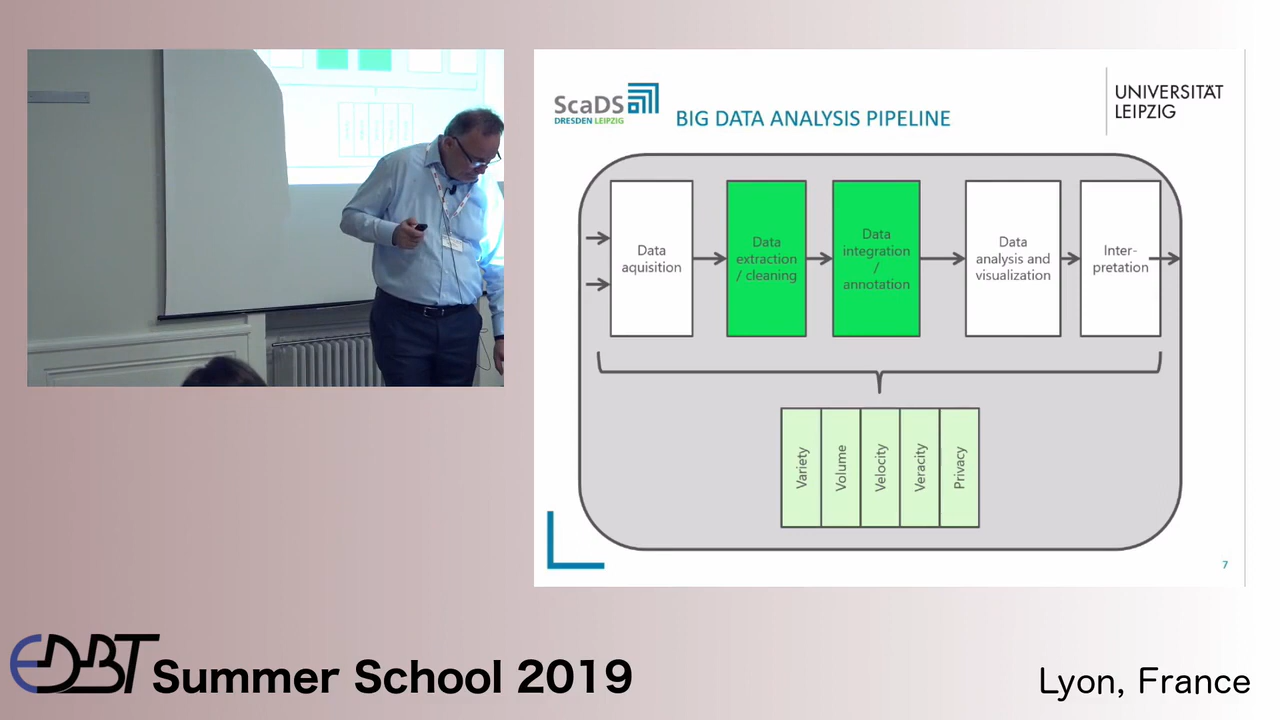 ScaDS
DRESDEN LEIPZIG
BIG DATA ANALYSIS PIPELINE
UNIVERSITÄT
LEIPZIG
Data
aquisition
Data
extraction
/ cleaning
Data
integration
/
annotation
Data
analysis and
visualization
Inter-
pretation
Variety
Volume
Velocity
Veracity
Privacy
7
EDBT Summer School 2019
Lyon, France